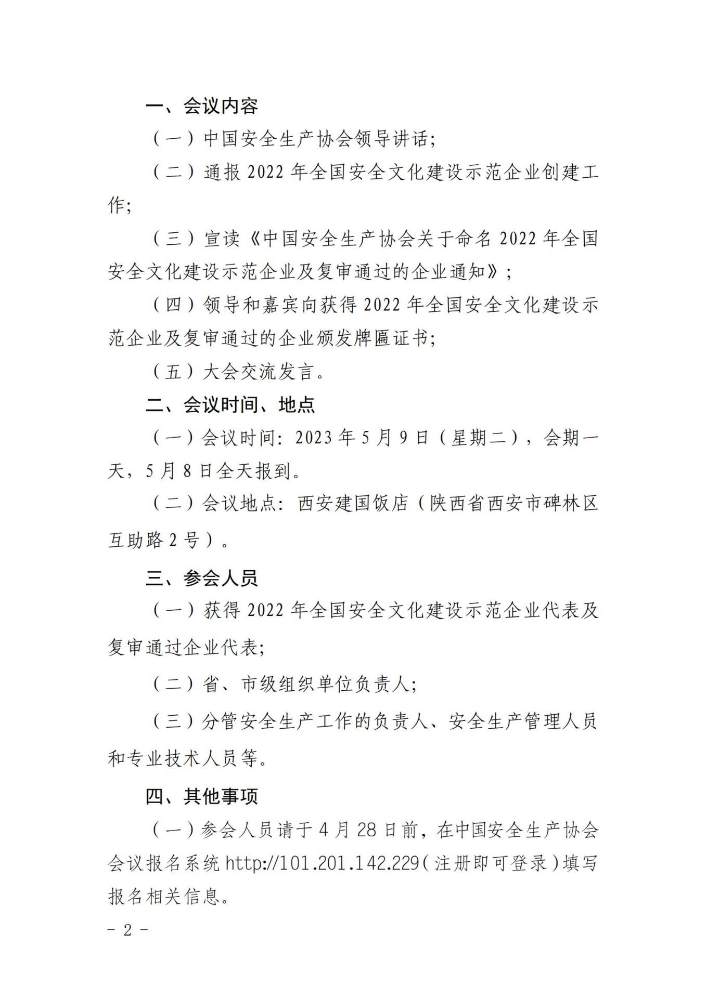 一、会议内容
（一）中国安全生产协会领导讲话；
（二）通报 2022 年全国安全文化建设示范企业创建工
作；
（三）宣读《中国安全生产协会关于命名 2022 年全国
安全文化建设示范企业及复审通过的企业通知》；
（四）领导和嘉宾向获得 2022 年全国安全文化建设示
范企业及复审通过的企业颁发牌匾证书；
（五）大会交流发言。
二、会议时间、地点
（一）会议时间：2023 年 5 月 9 日（星期二），会期一
天，5 月 8 日全天报到。
（二）会议地点：西安建国饭店（陕西省西安市碑林区
互助路 2 号）。
三、参会人员
（一）获得 2022 年全国安全文化建设示范企业代表及
复审通过企业代表；
（二）省、市级组织单位负责人；
（三）分管安全生产工作的负责人、安全生产管理人员
和专业技术人员等。
四、其他事项
（一）参会人员请于 4 月 28 日前，在中国安全生产协会
会议报名系统 http://101.201.142.229（注册即可登录）填写
报名相关信息。
- 2 -